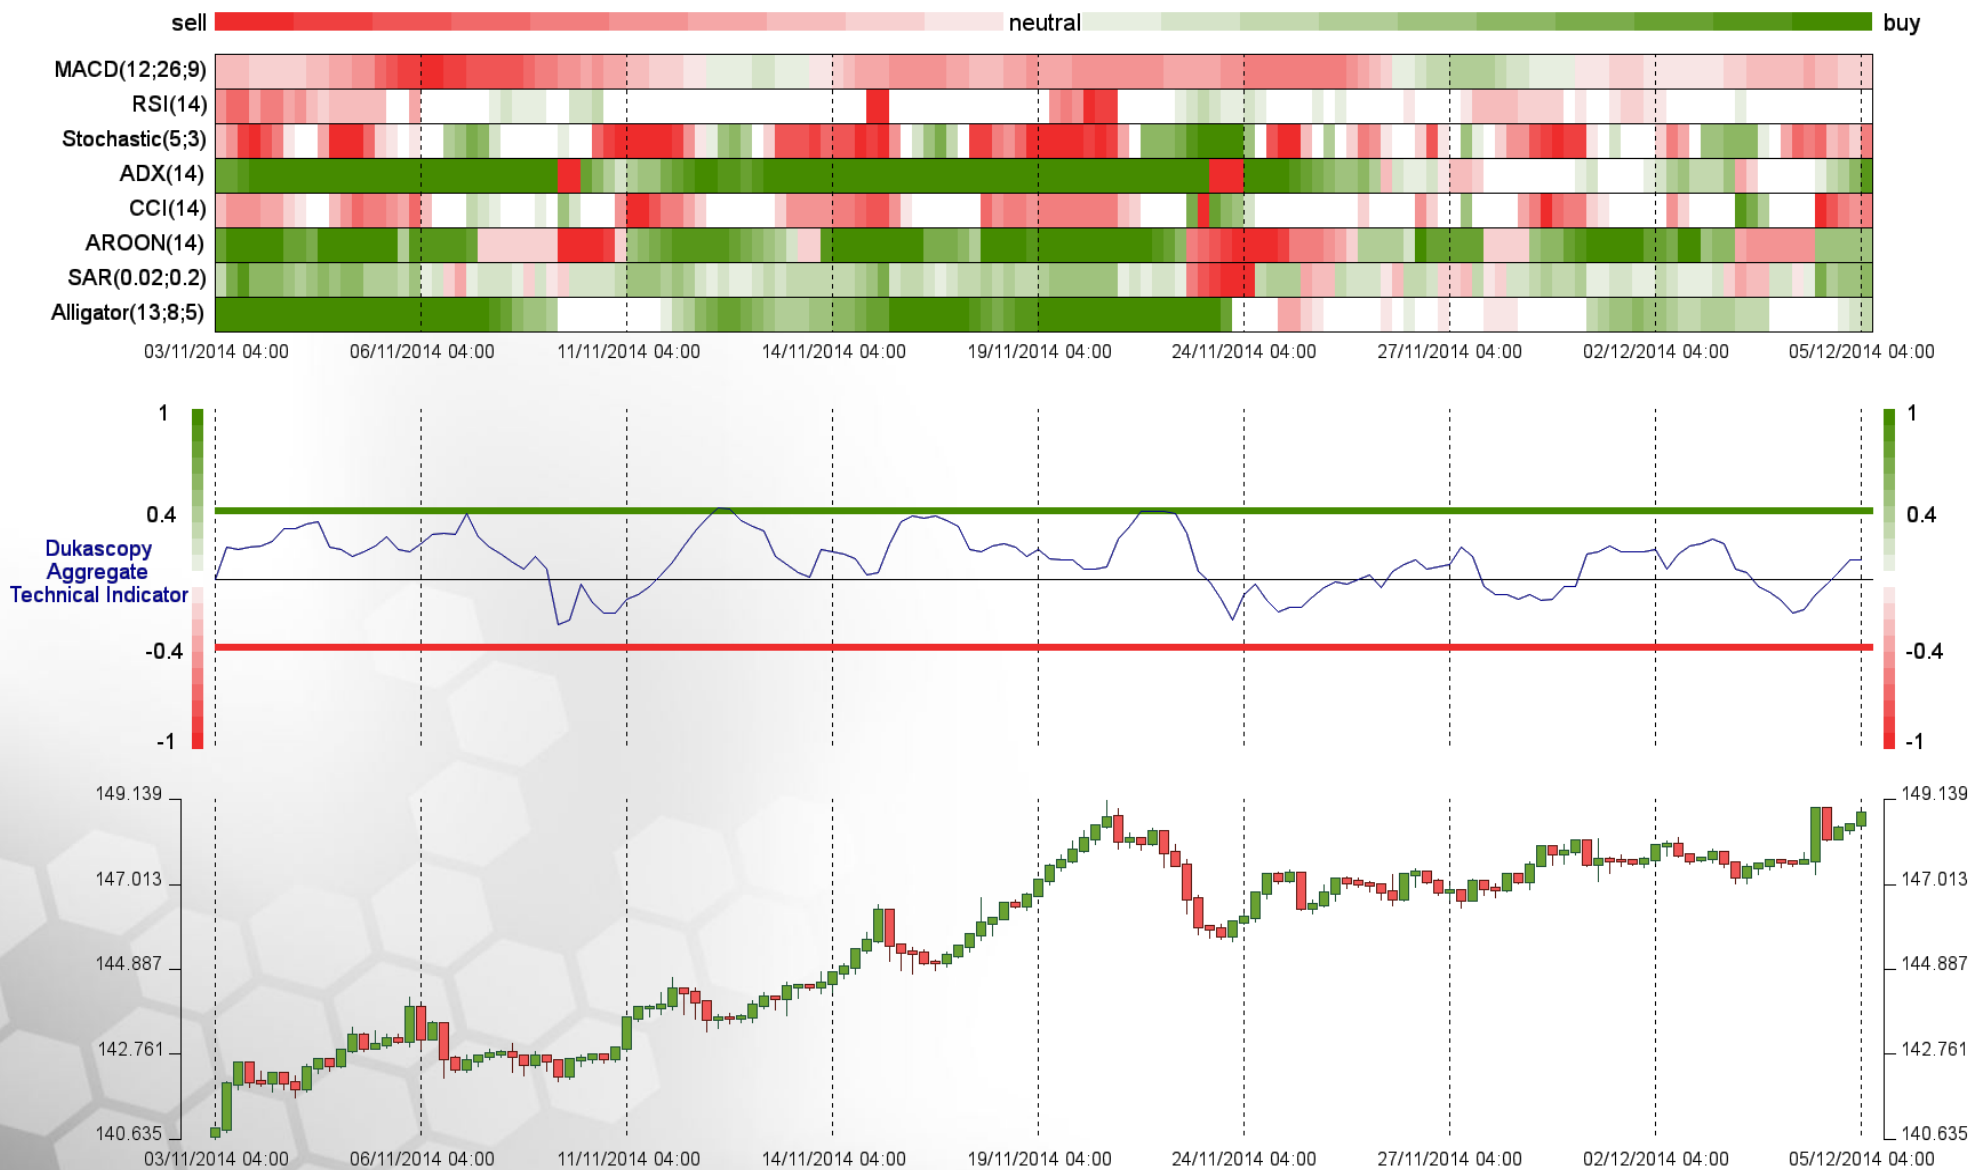 sell neutral buy
MACD(12;26;9)
RSI(14)
Stochastic(5;3)
ADX(14)
CCI(14)
AROON(14)
SAR(0.02;0.2)
Alligator(13;8;5)
03/11/2014 04:00 06/11/2014 04:00 11/11/2014 04:00 14/11/2014 04:00 19/11/2014 04:00 24/11/2014 04:00 27/11/2014 04:00 02/12/2014 04:00 05/12/2014 04:00
1 1
0.4 0.4
Dukascopy
Aggregate
Technical Indicator
-0.4 -0.4
-1 -1
149.139 149.139
147.013 147.013
144.887 144.887
142.761 142.761
140.635 140.635
03/11/2014 04:00 06/11/2014 04:00 11/11/2014 04:00 14/11/2014 04:00 19/11/2014 04:00 24/11/2014 04:00 27/11/2014 04:00 02/12/2014 04:00 05/12/2014 04:00